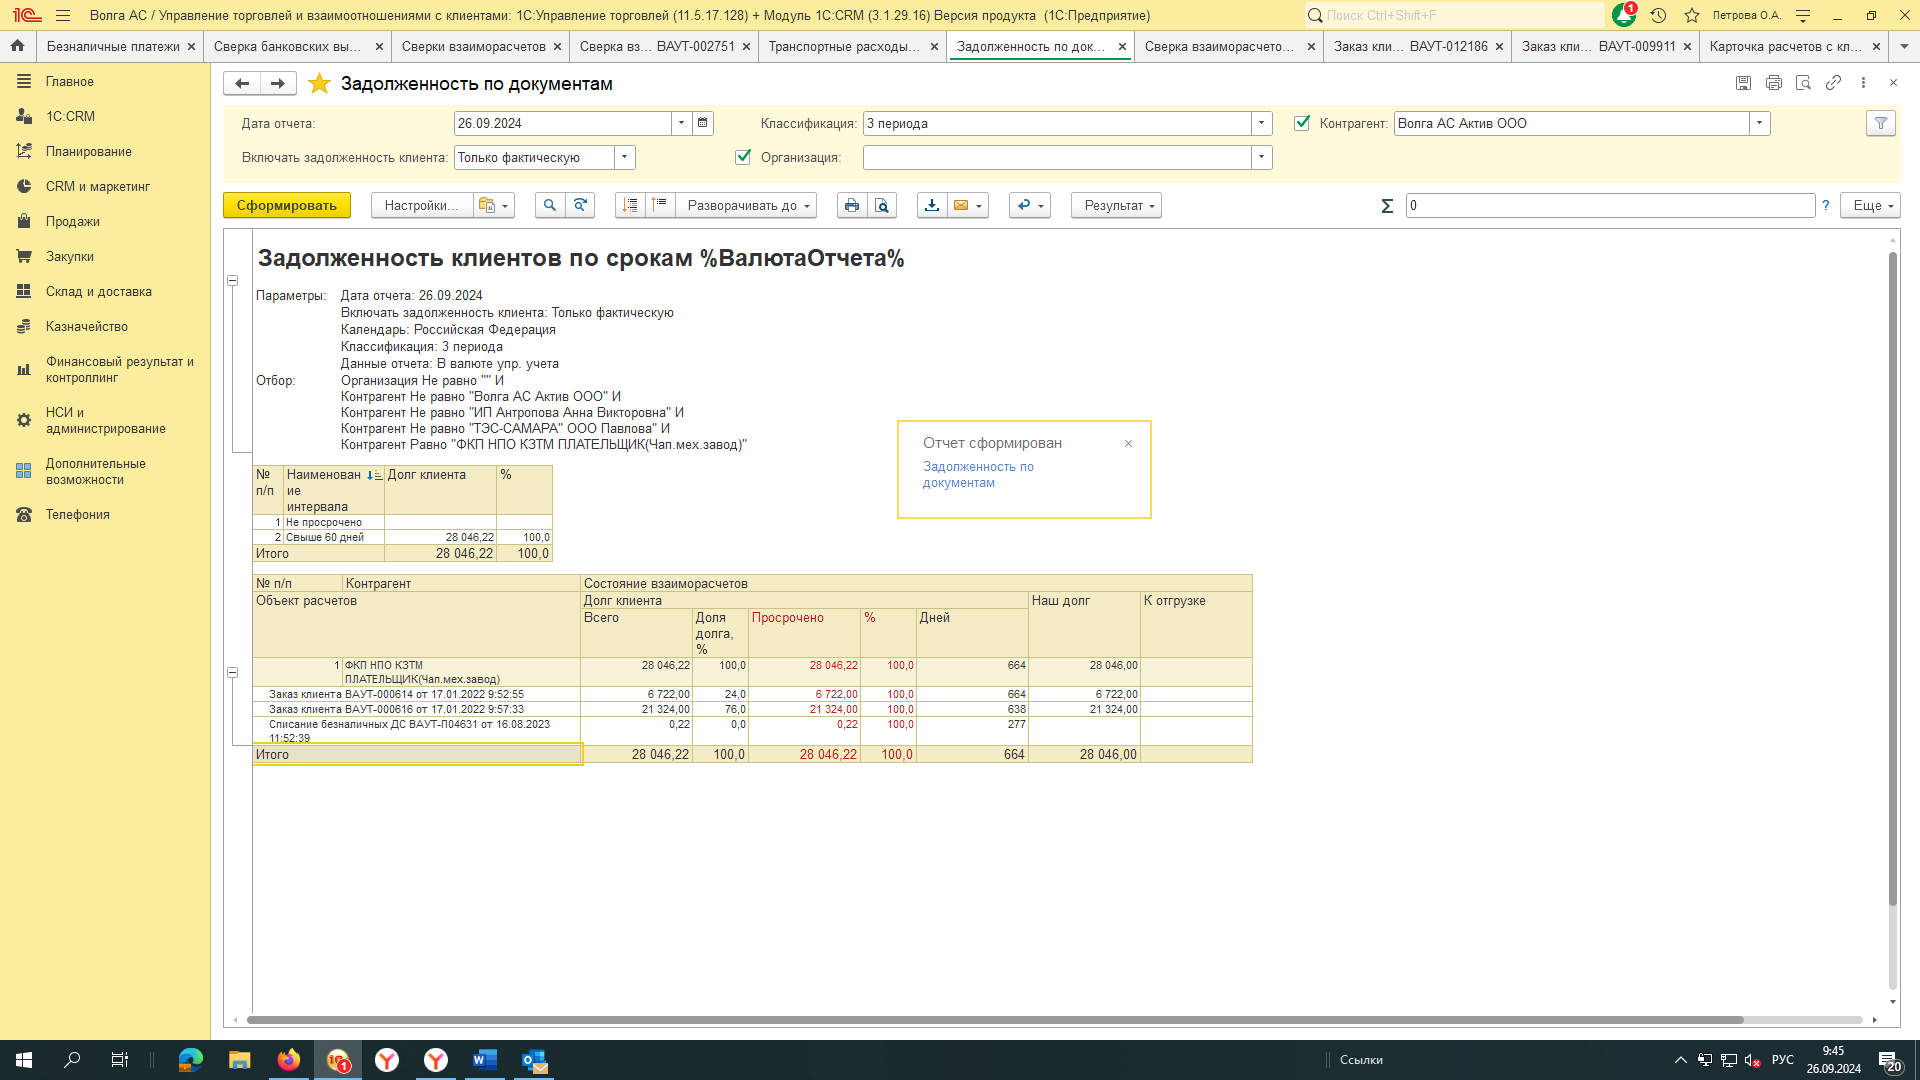 Волга АС / Управление торговлей и взаимоотношениями с клиентами: 1С:Управление торговлей (11.5.17.128) + Модуль 1С:CRM (3.1.29.16) Версия продукта  (1С:Предприятие)
Поиск Ctrl+Shift+F
1
Петрова О.А.
Безналичные платежи
Сверка банковских вы...
Сверки взаиморасчетов
Сверка вз... ВАУТ-002751
Транспортные расходы...
Задолженность по док...
Сверка взаиморасчето...
Заказ кли... ВАУТ-012186
Заказ кли... ВАУТ-009911
Карточка расчетов с кл...
Главное
1С:CRM
Планирование
CRM и маркетинг
Продажи
Закупки
Склад и доставка
Казначейство
Финансовый результат и
контроллинг
НСИ и
администрирование
Дополнительные
возможности
Телефония
Задолженность по документам
Дата отчета: 26.09.2024 Классификация: 3 периода Контрагент: Волга АС Актив ООО
Включать задолженность клиента: Только фактическую Организация:
Сформировать Настройки... Разворачивать до Результат Σ 0 ? Еще
Задолженность клиентов по срокам %ВалютаОтчета%
Параметры: Дата отчета: 26.09.2024
Включать задолженность клиента: Только фактическую
Календарь: Российская Федерация
Классификация: 3 периода
Данные отчета: В валюте упр. учета
Отбор: Организация Не равно "" И
Контрагент Не равно "Волга АС Актив ООО" И
Контрагент Не равно "ИП Антропова Анна Викторовна" И
Контрагент Не равно "ТЭС-САМАРА" ООО Павлова" И
Контрагент Равно "ФКП НПО КЗТМ ПЛАТЕЛЬЩИК(Чап.мех.завод)"
Отчет сформирован
Задолженность по
документам
№ Наименован Долг клиента %
п/п ие
интервала
1 Не просрочено
2 Свыше 60 дней 28 046,22 100,0
Итого 28 046,22 100,0
№ п/п Контрагент Состояние взаиморасчетов
Объект расчетов Долг клиента Наш долг К отгрузке
Всего Доля Просрочено % Дней
долга,
%
1 ФКП НПО КЗТМ 28 046,22 100,0 28 046,22 100,0 664 28 046,00
ПЛАТЕЛЬЩИК(Чап.мех.завод)
Заказ клиента ВАУТ-000614 от 17.01.2022 9:52:55 6 722,00 24,0 6 722,00 100,0 664 6 722,00
Заказ клиента ВАУТ-000616 от 17.01.2022 9:57:33 21 324,00 76,0 21 324,00 100,0 638 21 324,00
Списание безналичных ДС ВАУТ-П04631 от 16.08.2023 0,22 0,0 0,22 100,0 277
11:52:39
Итого 28 046,22 100,0 28 046,22 100,0 664 28 046,00
1
Ссылки
РУС
9:45
26.09.2024
20